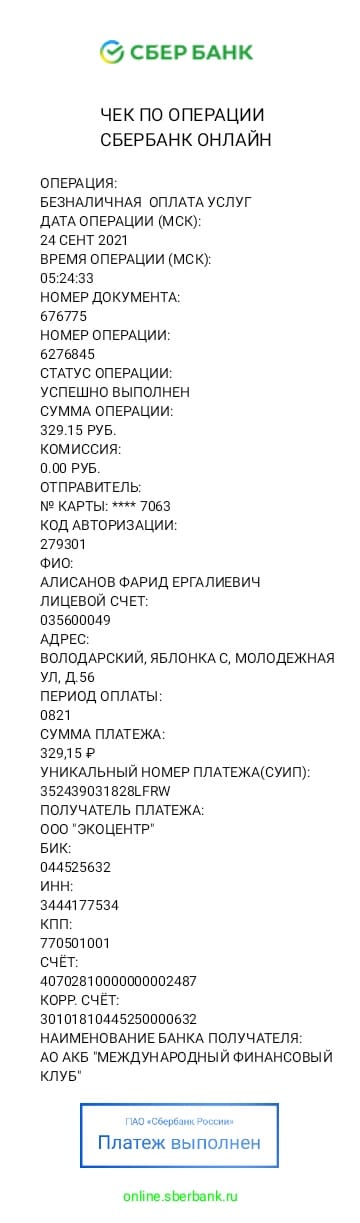 СБЕР БАНК
ЧЕК ПО ОПЕРАЦИИ
СБЕРБАНК ОНЛАЙН
ОПЕРАЦИЯ:
БЕЗНАЛИЧНАЯ ОПЛАТА УСЛУГ
ДАТА ОПЕРАЦИИ (МСК):
24 СЕНТ 2021
ВРЕМЯ ОПЕРАЦИИ (МСК):
05:24:33
НОМЕР ДОКУМЕНТА:
676775
НОМЕР ОПЕРАЦИИ:
6276845
СТАТУС ОПЕРАЦИИ:
УСПЕШНО ВЫПОЛНЕН
СУММА ОПЕРАЦИИ:
329.15 РУБ.
КОМИССИЯ:
0.00 РУБ.
ОТПРАВИТЕЛЬ:
№ КАРТЫ: **** 7063
КОД АВТОРИЗАЦИИ:
279301
ФИО:
АЛИСАНОВ ФАРИД ЕРГАЛИЕВИЧ
ЛИЦЕВОЙ СЧЕТ:
035600049
АДРЕС:
ВОЛОДАРСКИЙ, ЯБЛОНКА С, МОЛОДЕЖНАЯ
УЛ, Д.56
ПЕРИОД ОПЛАТЫ:
0821
СУММА ПЛАТЕЖА:
329,15 ₽
УНИКАЛЬНЫЙ НОМЕР ПЛАТЕЖА(СУИП):
352439031828LFRW
ПОЛУЧАТЕЛЬ ПЛАТЕЖА:
ООО "ЭКОЦЕНТР"
БИК:
044525632
ИНН:
3444177534
КПП:
770501001
СЧЁТ:
40702810000000002487
КОРР. СЧЁТ:
30101810445250000632
НАИМЕНОВАНИЕ БАНКА ПОЛУЧАТЕЛЯ:
АО АКБ "МЕЖДУНАРОДНЫЙ ФИНАНСОВЫЙ
КЛУБ"
ПАО «Сбербанк России»
Платеж выполнен
online.sberbank.ru